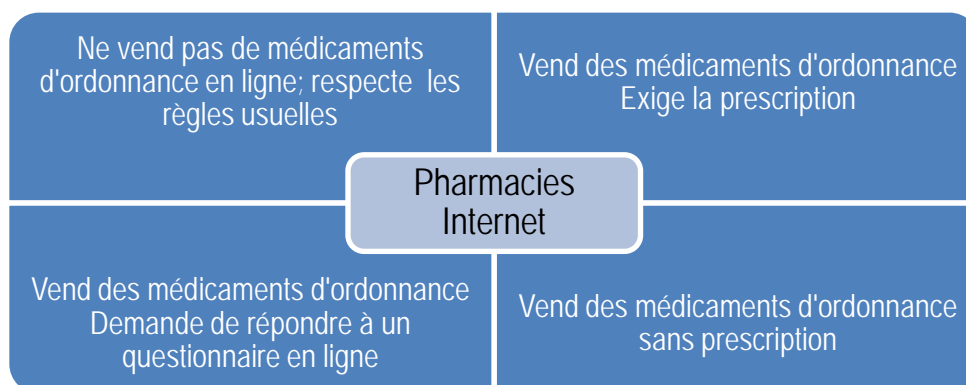 Ne vend pas de médicaments
d'ordonnance en ligne; respecte les
règles usuelles
Vend des médicaments d'ordonnance
Exige la prescription
Pharmacies
Internet
Vend des médicaments d'ordonnance
Demande de répondre à un
questionnaire en ligne
Vend des médicaments d'ordonnance
sans prescription